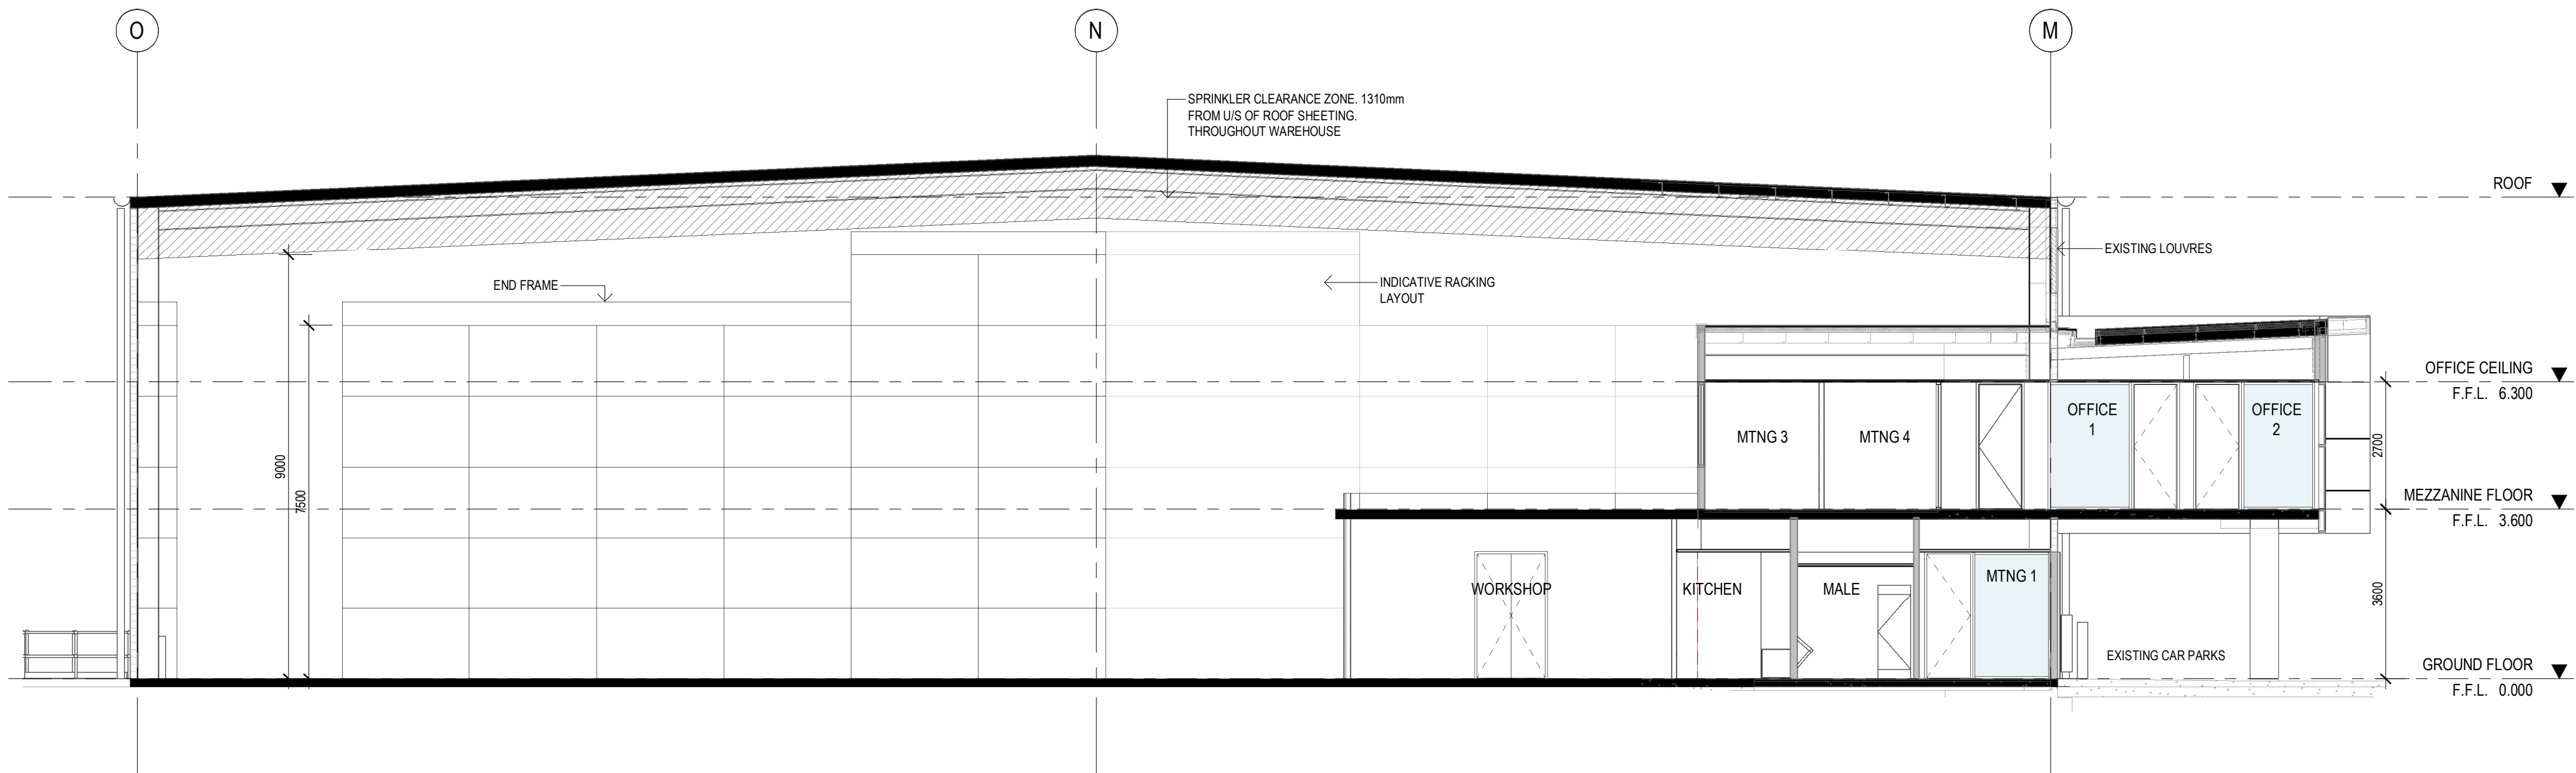 O
N
M
SPRINKLER CLEARANCE ZONE. 1310mm
FROM U/S OF ROOF SHEETING.
THROUGHOUT WAREHOUSE
ROOF
EXISTING LOUVRES
END FRAME
INDICATIVE RACKING
LAYOUT
OFFICE CEILING
F.F.L. 6.300
OFFICE
1
OFFICE
2
MTNG 3
MTNG 4
2700
9000
7500
MEZZANINE FLOOR
F.F.L. 3.600
WORKSHOP
KITCHEN
MALE
MTNG 1
3600
EXISTING CAR PARKS
GROUND FLOOR
F.F.L. 0.000